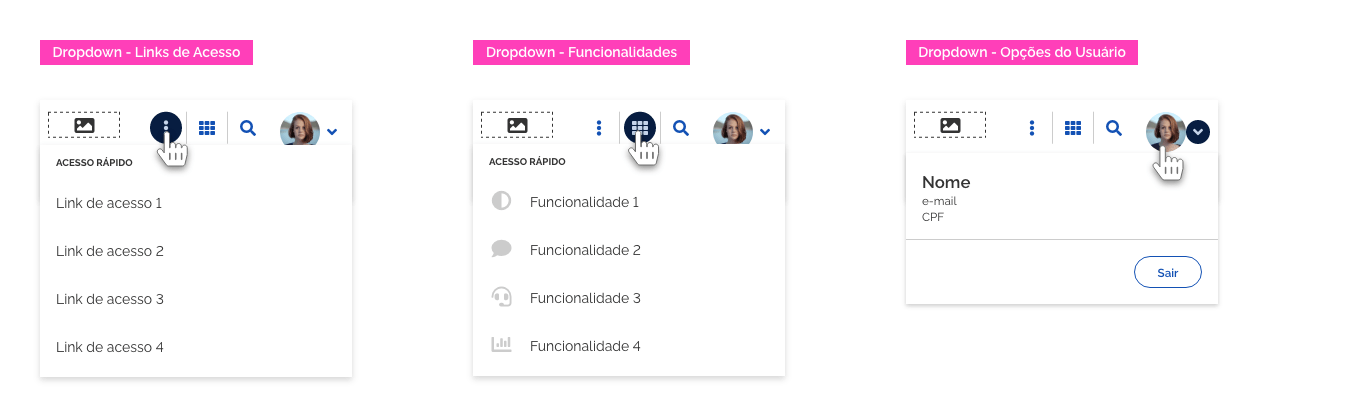 Dropdown - Links de Acesso
ACESSO RÁPIDO
Link de acesso 1
Link de acesso 2
Link de acesso 3
Link de acesso 4
Dropdown - Funcionalidades
ACESSO RÁPIDO
Funcionalidade 1
Funcionalidade 2
Funcionalidade 3
Funcionalidade 4
Dropdown - Opções do Usuário
Nome
e-mail
CPF
Sair